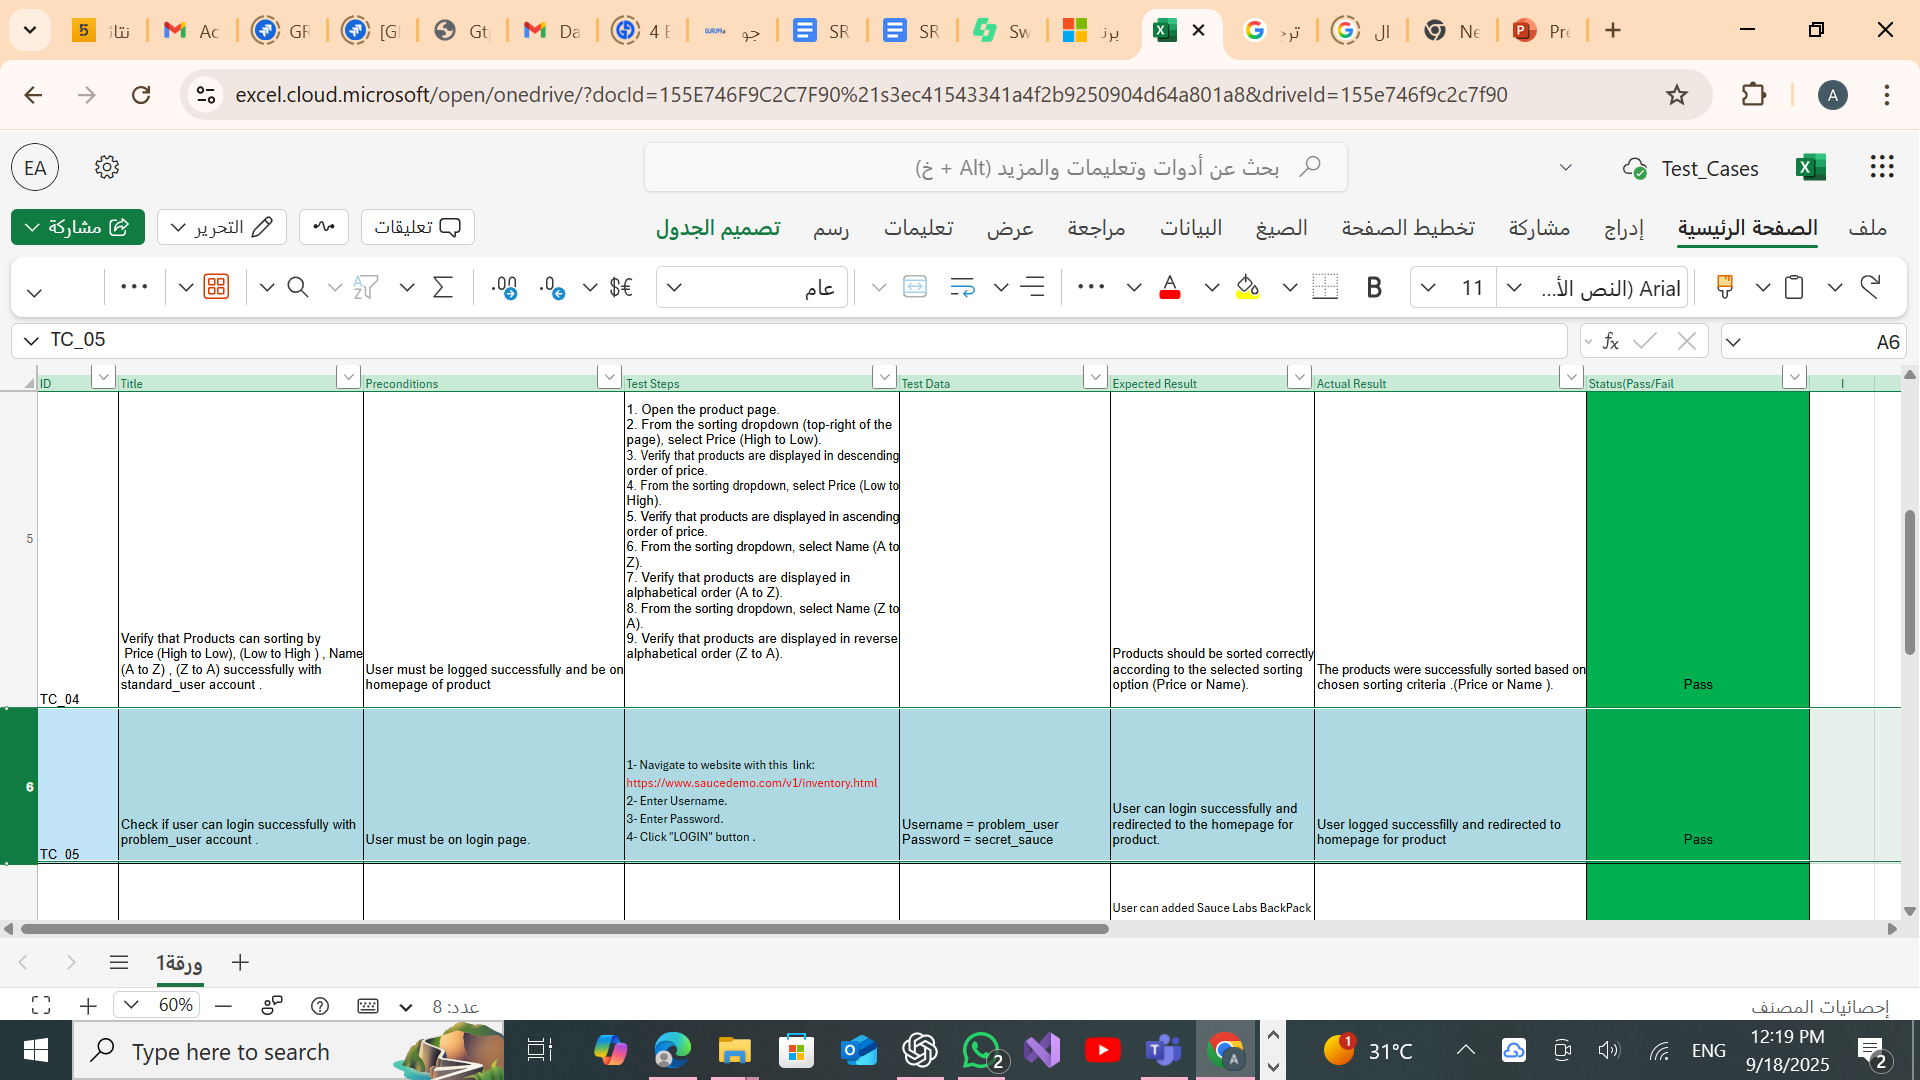 نتائ
Ac
GR
[GI
Gt
Da
4 E
جو
SR
SR
Sw
برن
ترج
ال
Ne
Pre
excel.cloud.microsoft/open/onedrive/?docId=155E746F9C2C7F90%21s3ec41543341a4f2b9250904d64a801a8&driveId=155e746f9c2c7f90
A
EA
بحث عن أدوات وتعليمات والمزيد (Alt + خ)
Test_Cases
ملف
الصفحة الرئيسية
إدراج
مشاركة
تخطيط الصفحة
الصيغ
البيانات
مراجعة
عرض
تعليمات
رسم
تصميم الجدول
تعليقات
التحرير
مشاركة
Arial (النص الأ...
11
B
عام
TC_05
fx
A6
ID
Title
Preconditions
Test Steps
Test Data
Expected Result
Actual Result
Status(Pass/Fail
I
5
TC_04
Verify that Products can sorting by
Price (High to Low), (Low to High ) , Name
(A to Z) , (Z to A) successfully with
standard_user account .
User must be logged successfully and be on
homepage of product
1. Open the product page.
2. From the sorting dropdown (top-right of the
page), select Price (High to Low).
3. Verify that products are displayed in descending
order of price.
4. From the sorting dropdown, select Price (Low to
High).
5. Verify that products are displayed in ascending
order of price.
6. From the sorting dropdown, select Name (A to
Z).
7. Verify that products are displayed in
alphabetical order (A to Z).
8. From the sorting dropdown, select Name (Z to
A).
9. Verify that products are displayed in reverse
alphabetical order (Z to A).
Products should be sorted correctly
according to the selected sorting
option (Price or Name).
The products were successfully sorted based on
chosen sorting criteria .(Price or Name ).
Pass
6
TC_05
Check if user can login successfully with
problem_user account .
User must be on login page.
1- Navigate to website with this link:
https://www.saucedemo.com/v1/inventory.html
2- Enter Username.
3- Enter Password.
4- Click "LOGIN" button .
Username = problem_user
Password = secret_sauce
User can login successfully and
redirected to the homepage for
product.
User logged successfilly and redirected to
homepage for product
Pass
User can added Sauce Labs BackPack
ورقة1
60%
عدد: 8
إحصائيات المصنف
Type here to search
2
1
31°C
ENG
12:19 PM
9/18/2025
2